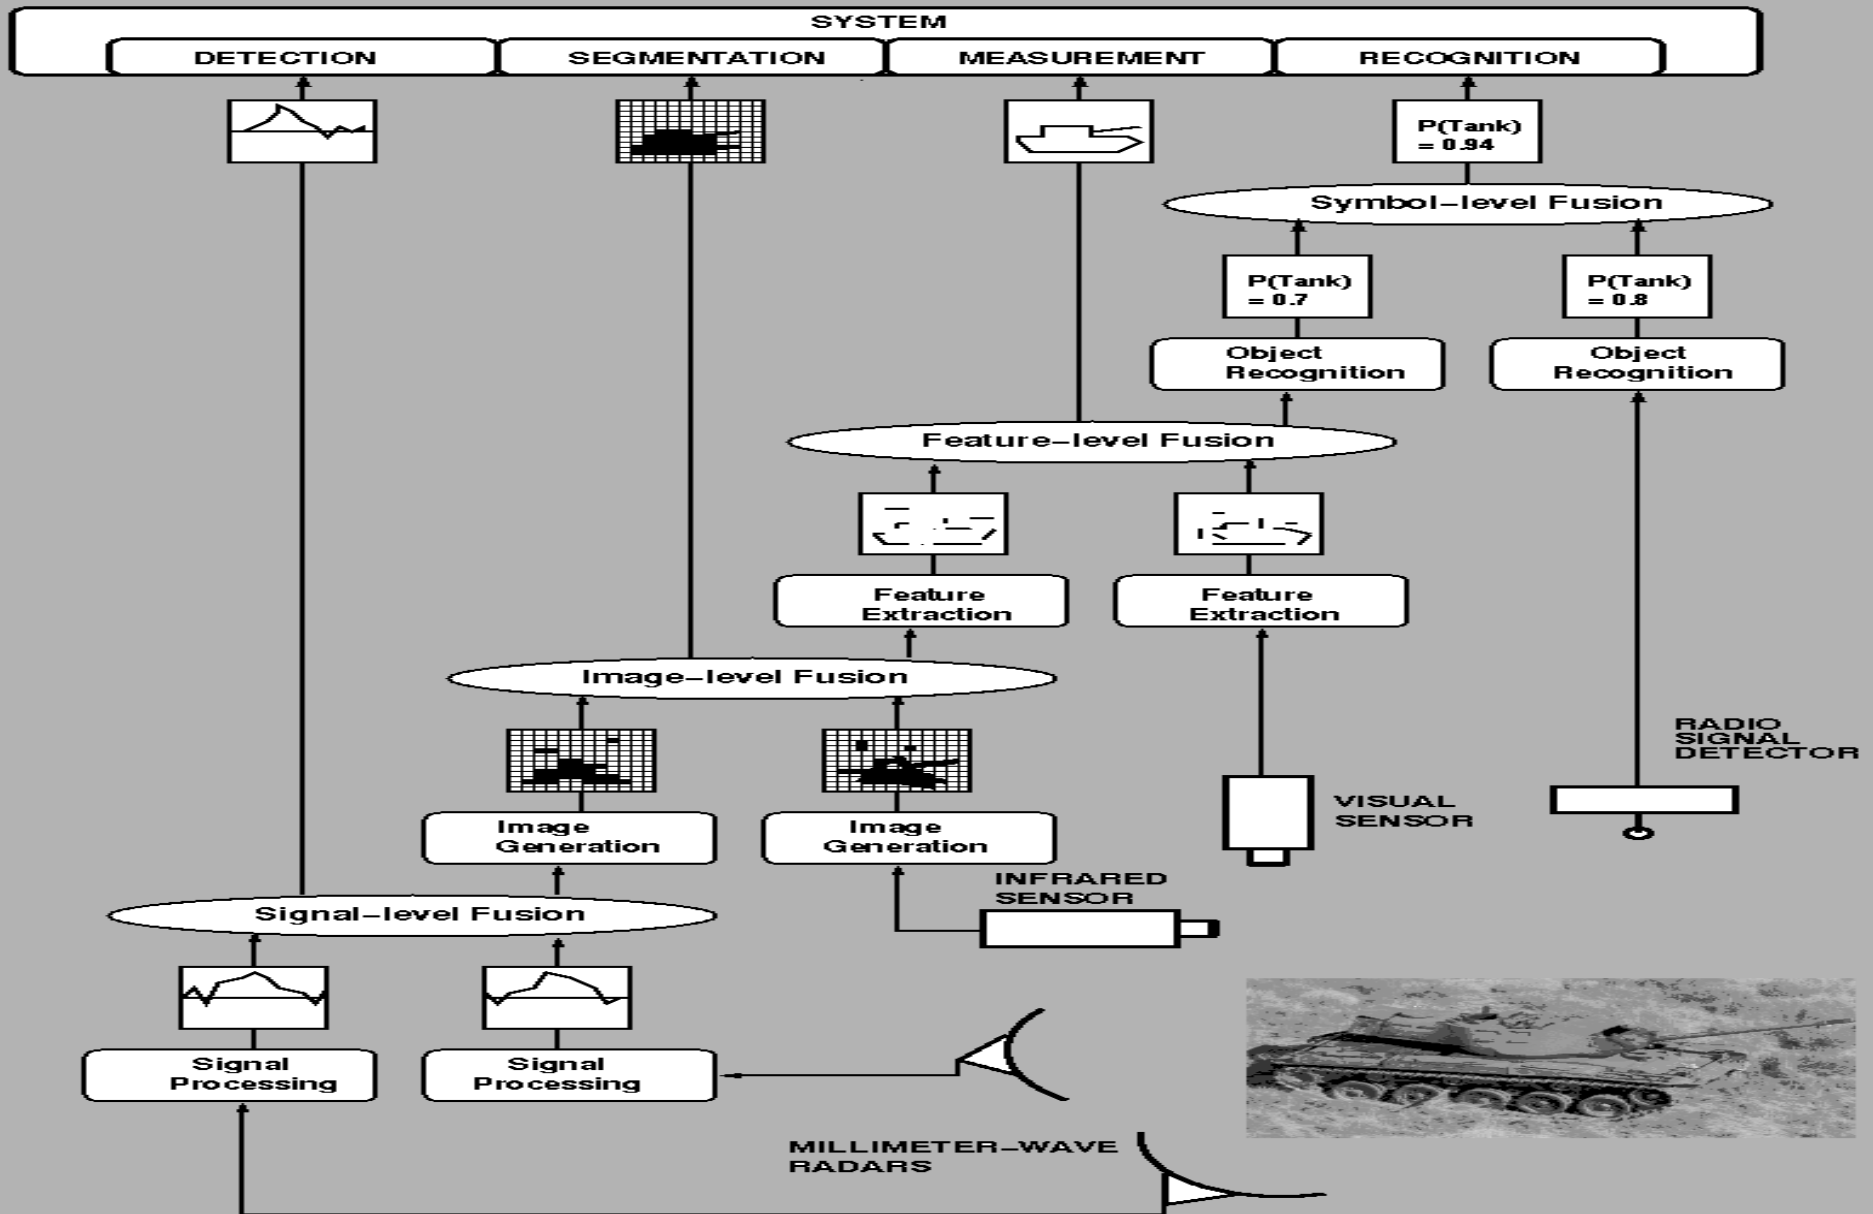 SYSTEM
DETECTION
SEGMENTATION
MEASUREMENT
RECOGNITION
P(Tank)
= 0.94
Symbol-level Fusion
P(Tank)
= 0.7
P(Tank)
= 0.8
Object
Recognition
Object
Recognition
Feature-level Fusion
Feature
Extraction
Feature
Extraction
Image-level Fusion
RADIO
SIGNAL
DETECTOR
VISUAL
SENSOR
Image
Generation
Image
Generation
INFRARED
SENSOR
Signal-level Fusion
Signal
Processing
Signal
Processing
MILLIMETER-WAVE
RADARS